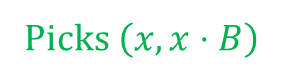 Picks (𝑥, 𝑥 · 𝐵)